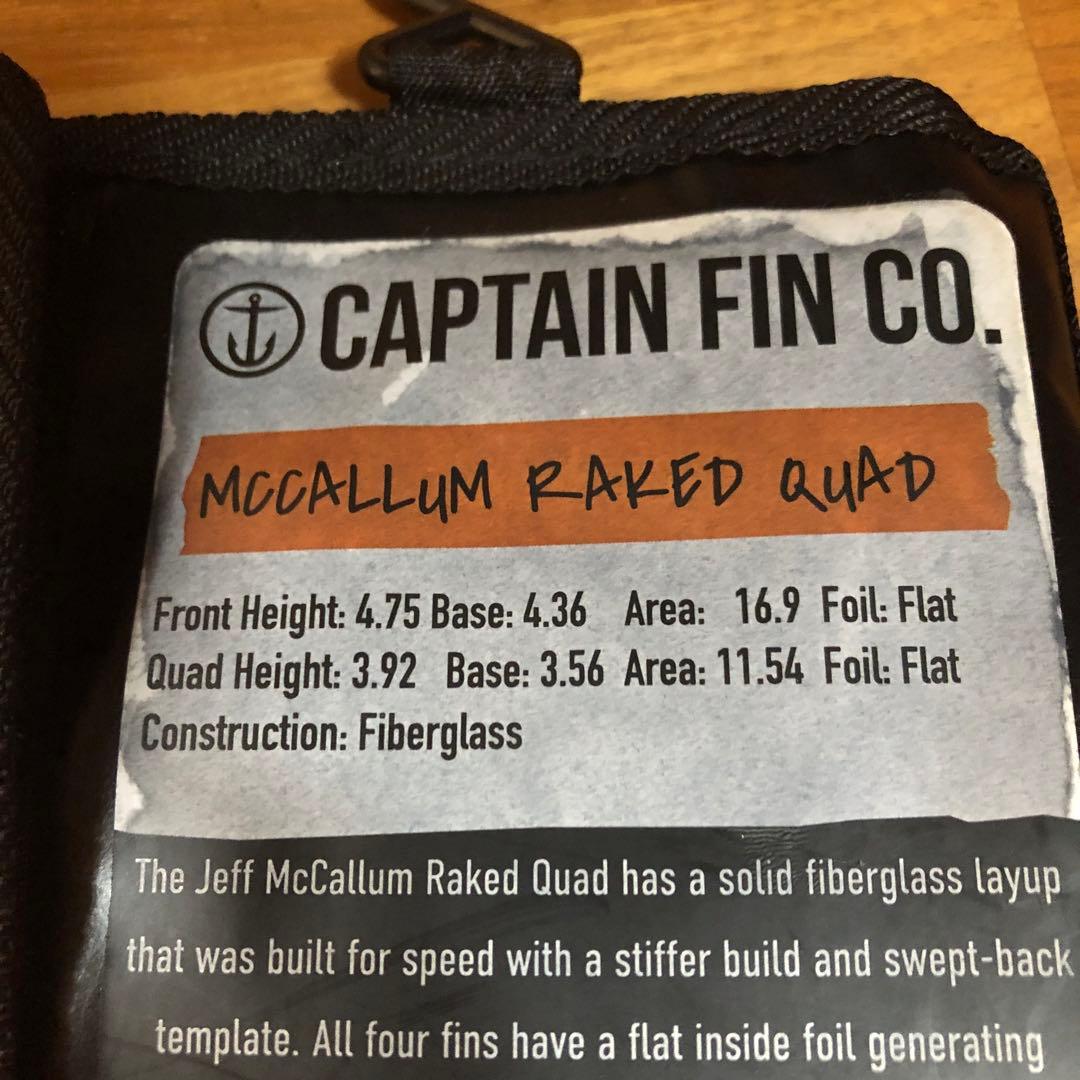 CAPTAIN FIN CO.
MCCALLUM RAKED QUAD
Front Height: 4.75 Base: 4.36 Area: 16.9 Foil: Flat
Quad Height: 3.92 Base: 3.56 Area: 11.54 Foil: Flat
Construction: Fiberglass
The Jeff McCallum Raked Quad has a solid fiberglass layup
that was built for speed with a stiffer build and swept-back
template. All four fins have a flat inside foil generating